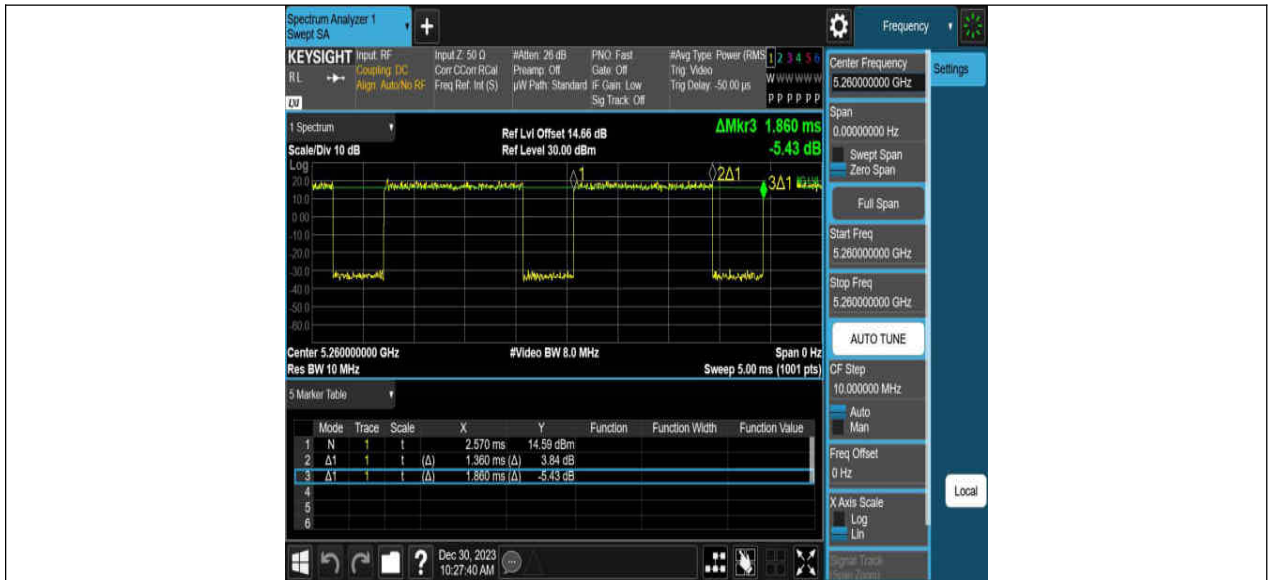 Spectrum Analyzer 1
Swept SA
+
Frequency
KEYSIGHT
RL
Input: RF
Coupling: DC
Align: Auto/No RF
Input Z: 50 Ω
Corr CCorr RCal
Freq Ref: Int (S)
#Atten: 26 dB
Preamp: Off
µW Path: Standard
PNO: Fast
Gate: Off
IF Gain: Low
Sig Track: Off
#Avg Type: Power (RMS
Trig: Video
Trig Delay: -50.00 µs
1 2 3 4 5 6
W W W W W W
P P P P P P
LXI
1 Spectrum
Scale/Div 10 dB
Ref Lvl Offset 14.66 dB
Ref Level 30.00 dBm
ΔMkr3 1.860 ms
-5.43 dB
Log
20.0
10.0
0.00
-10.0
-20.0
-30.0
-40.0
-50.0
-60.0
1
2Δ1
3Δ1
Center 5.260000000 GHz
#Video BW 8.0 MHz
Span 0 Hz
Res BW 10 MHz
Sweep 5.00 ms (1001 pts)
5 Marker Table
Mode Trace Scale X Y Function Function Width Function Value
1 N 1 t 2.570 ms 14.59 dBm
2 Δ1 1 t (Δ) 1.360 ms (Δ) 3.84 dB
3 Δ1 1 t (Δ) 1.860 ms (Δ) -5.43 dB
4
5
6
?
Dec 30, 2023
10:27:40 AM
Center Frequency
5.260000000 GHz
Settings
Span
0.00000000 Hz
Swept Span
Zero Span
Full Span
Start Freq
5.260000000 GHz
Stop Freq
5.260000000 GHz
AUTO TUNE
CF Step
10.000000 MHz
Auto
Man
Freq Offset
0 Hz
X Axis Scale
Log
Lin
Signal Track
(Span Zoom)
Local